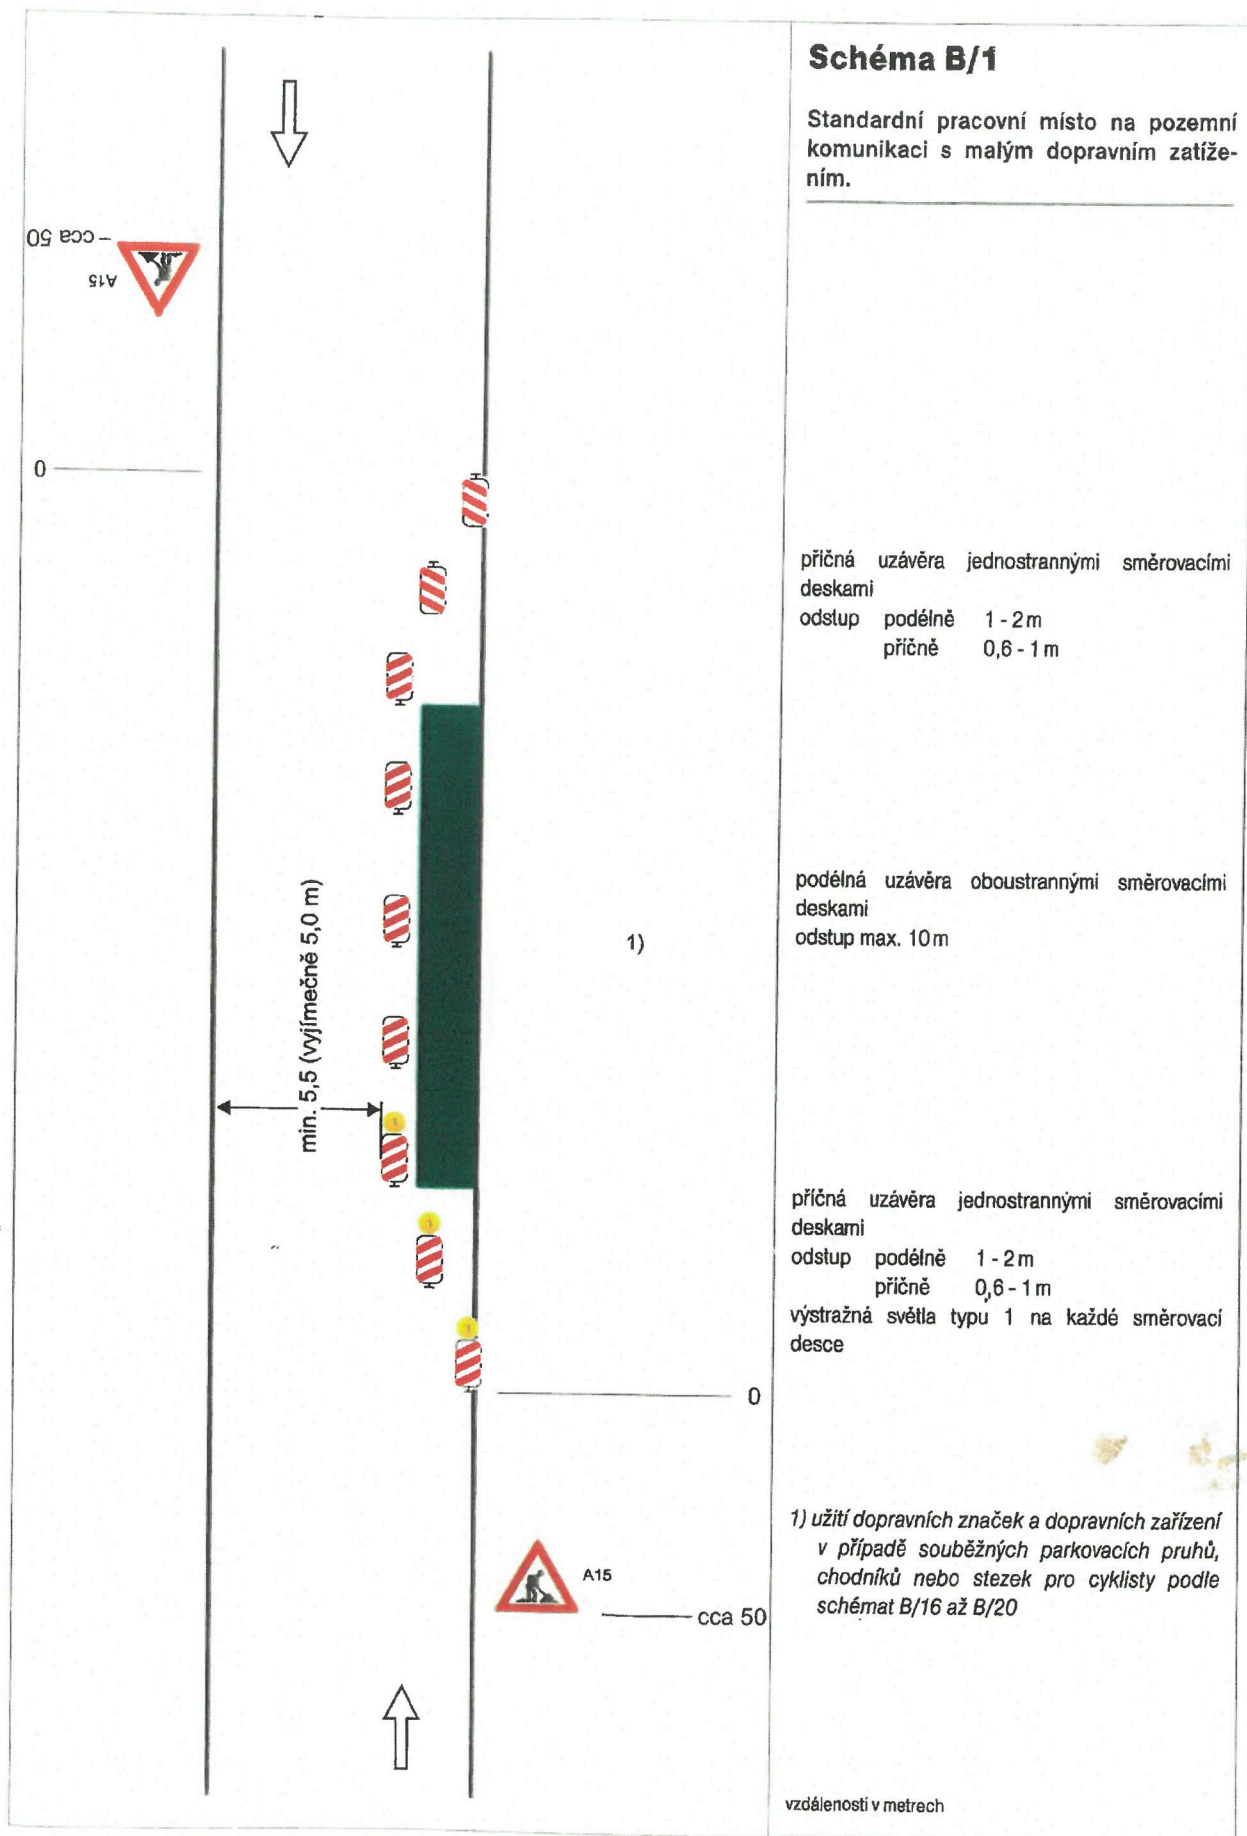 Schéma B/1
Standardní pracovní místo na pozemní
komunikaci s malým dopravním zatíže-
ním.
cca 50
A15
0
příčná uzávěra jednostrannými směrovacími
deskami
odstup podélně 1 - 2 m
příčně 0,6 - 1 m
podélná uzávěra oboustrannými směrovacími
deskami
odstup max. 10 m
1)
min. 5,5 (vyjímečně 5,0 m)
1
1
1
příčná uzávěra jednostrannými směrovacími
deskami
odstup podélně 1 - 2 m
příčně 0,6 - 1 m
výstražná světla typu 1 na každé směrovací
desce
0
A15
cca 50
1) užití dopravních značek a dopravních zařízení
v případě souběžných parkovacích pruhů,
chodníků nebo stezek pro cyklisty podle
schémat B/16 až B/20
vzdálenosti v metrech